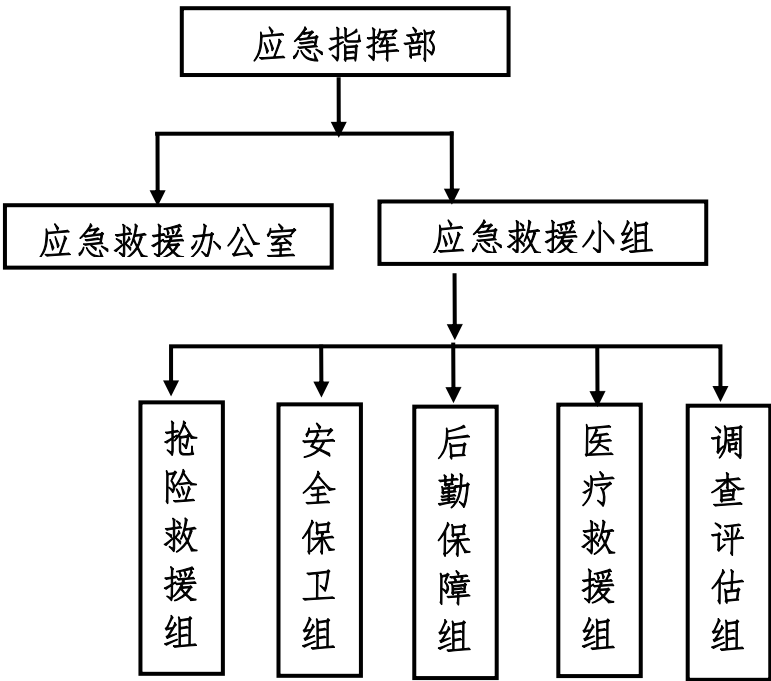 应急指挥部
应急救援办公室
应急救援小组
抢险救援组
安全保卫组
后勤保障组
医疗救援组
调查评估组